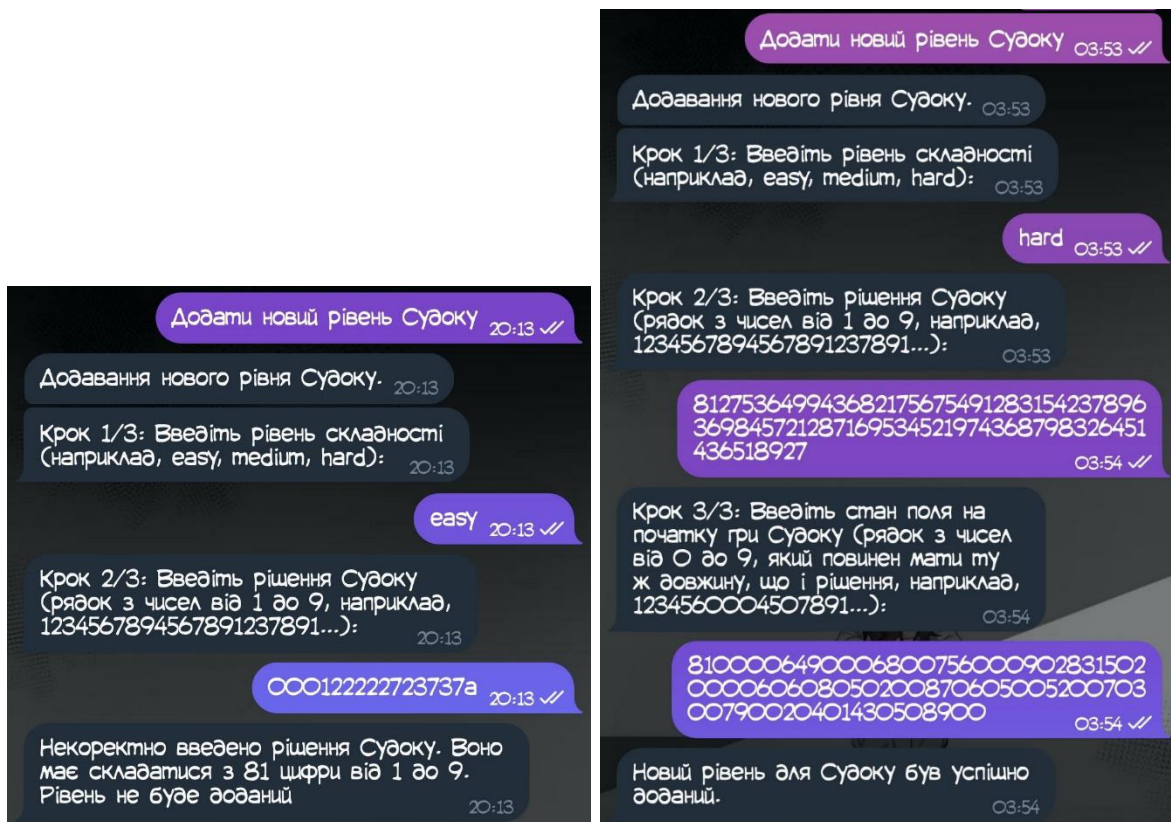 Додати новий рівень Судоку 20:13
Додавання нового рівня Судоку. 20:13
Крок 1/3: Введіть рівень складності
(наприклад, easy, medium, hard): 20:13
easy 20:13
Крок 2/3: Введіть рішення Судоку
(рядок з чисел від 1 до 9, наприклад,
12345678945678912​37891...): 20:13
000122222723737a 20:13
Некоректно введено рішення Судоку. Воно
має складатися з 81 цифри від 1 до 9.
Рівень не буде доданий 20:13
Додати новий рівень Судоку 03:53
Додавання нового рівня Судоку. 03:53
Крок 1/3: Введіть рівень складності
(наприклад, easy, medium, hard): 03:53
hard 03:53
Крок 2/3: Введіть рішення Судоку
(рядок з чисел від 1 до 9, наприклад,
1234567894567891237891...): 03:53
812753649943682175675491283154237896
369845721287169534521974368798326451
436518927 03:54
Крок 3/3: Введіть стан поля на
початку гри Судоку (рядок з чисел
від 0 до 9, який повинен мати ту
ж довжину, що і рішення, наприклад,
1234560004507891...): 03:54
8100006490006800756000902831502
000060608050200870605005200703
00790020401430508900 03:54
Новий рівень для Судоку був успішно
доданий. 03:54